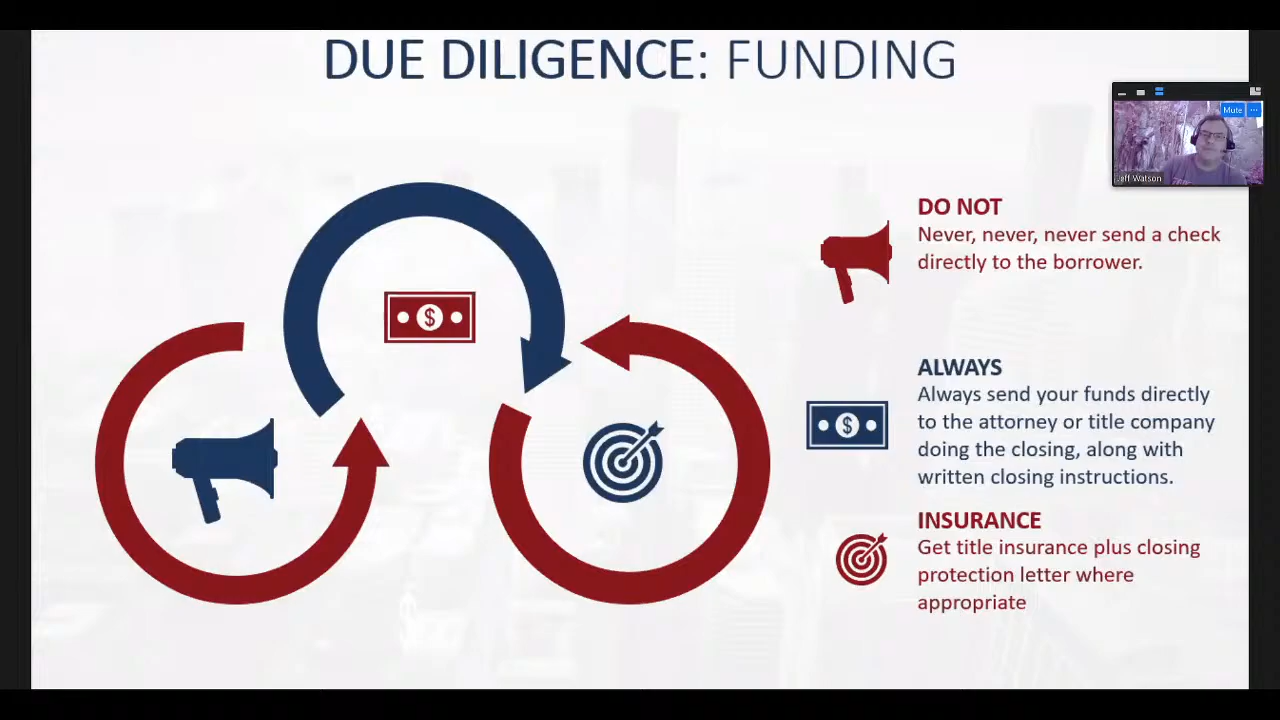 DUE DILIGENCE: FUNDING
Mute
Jeff Watson
DO NOT
Never, never, never send a check
directly to the borrower.
$
$
ALWAYS
Always send your funds directly
to the attorney or title company
doing the closing, along with
written closing instructions.
INSURANCE
Get title insurance plus closing
protection letter where
appropriate